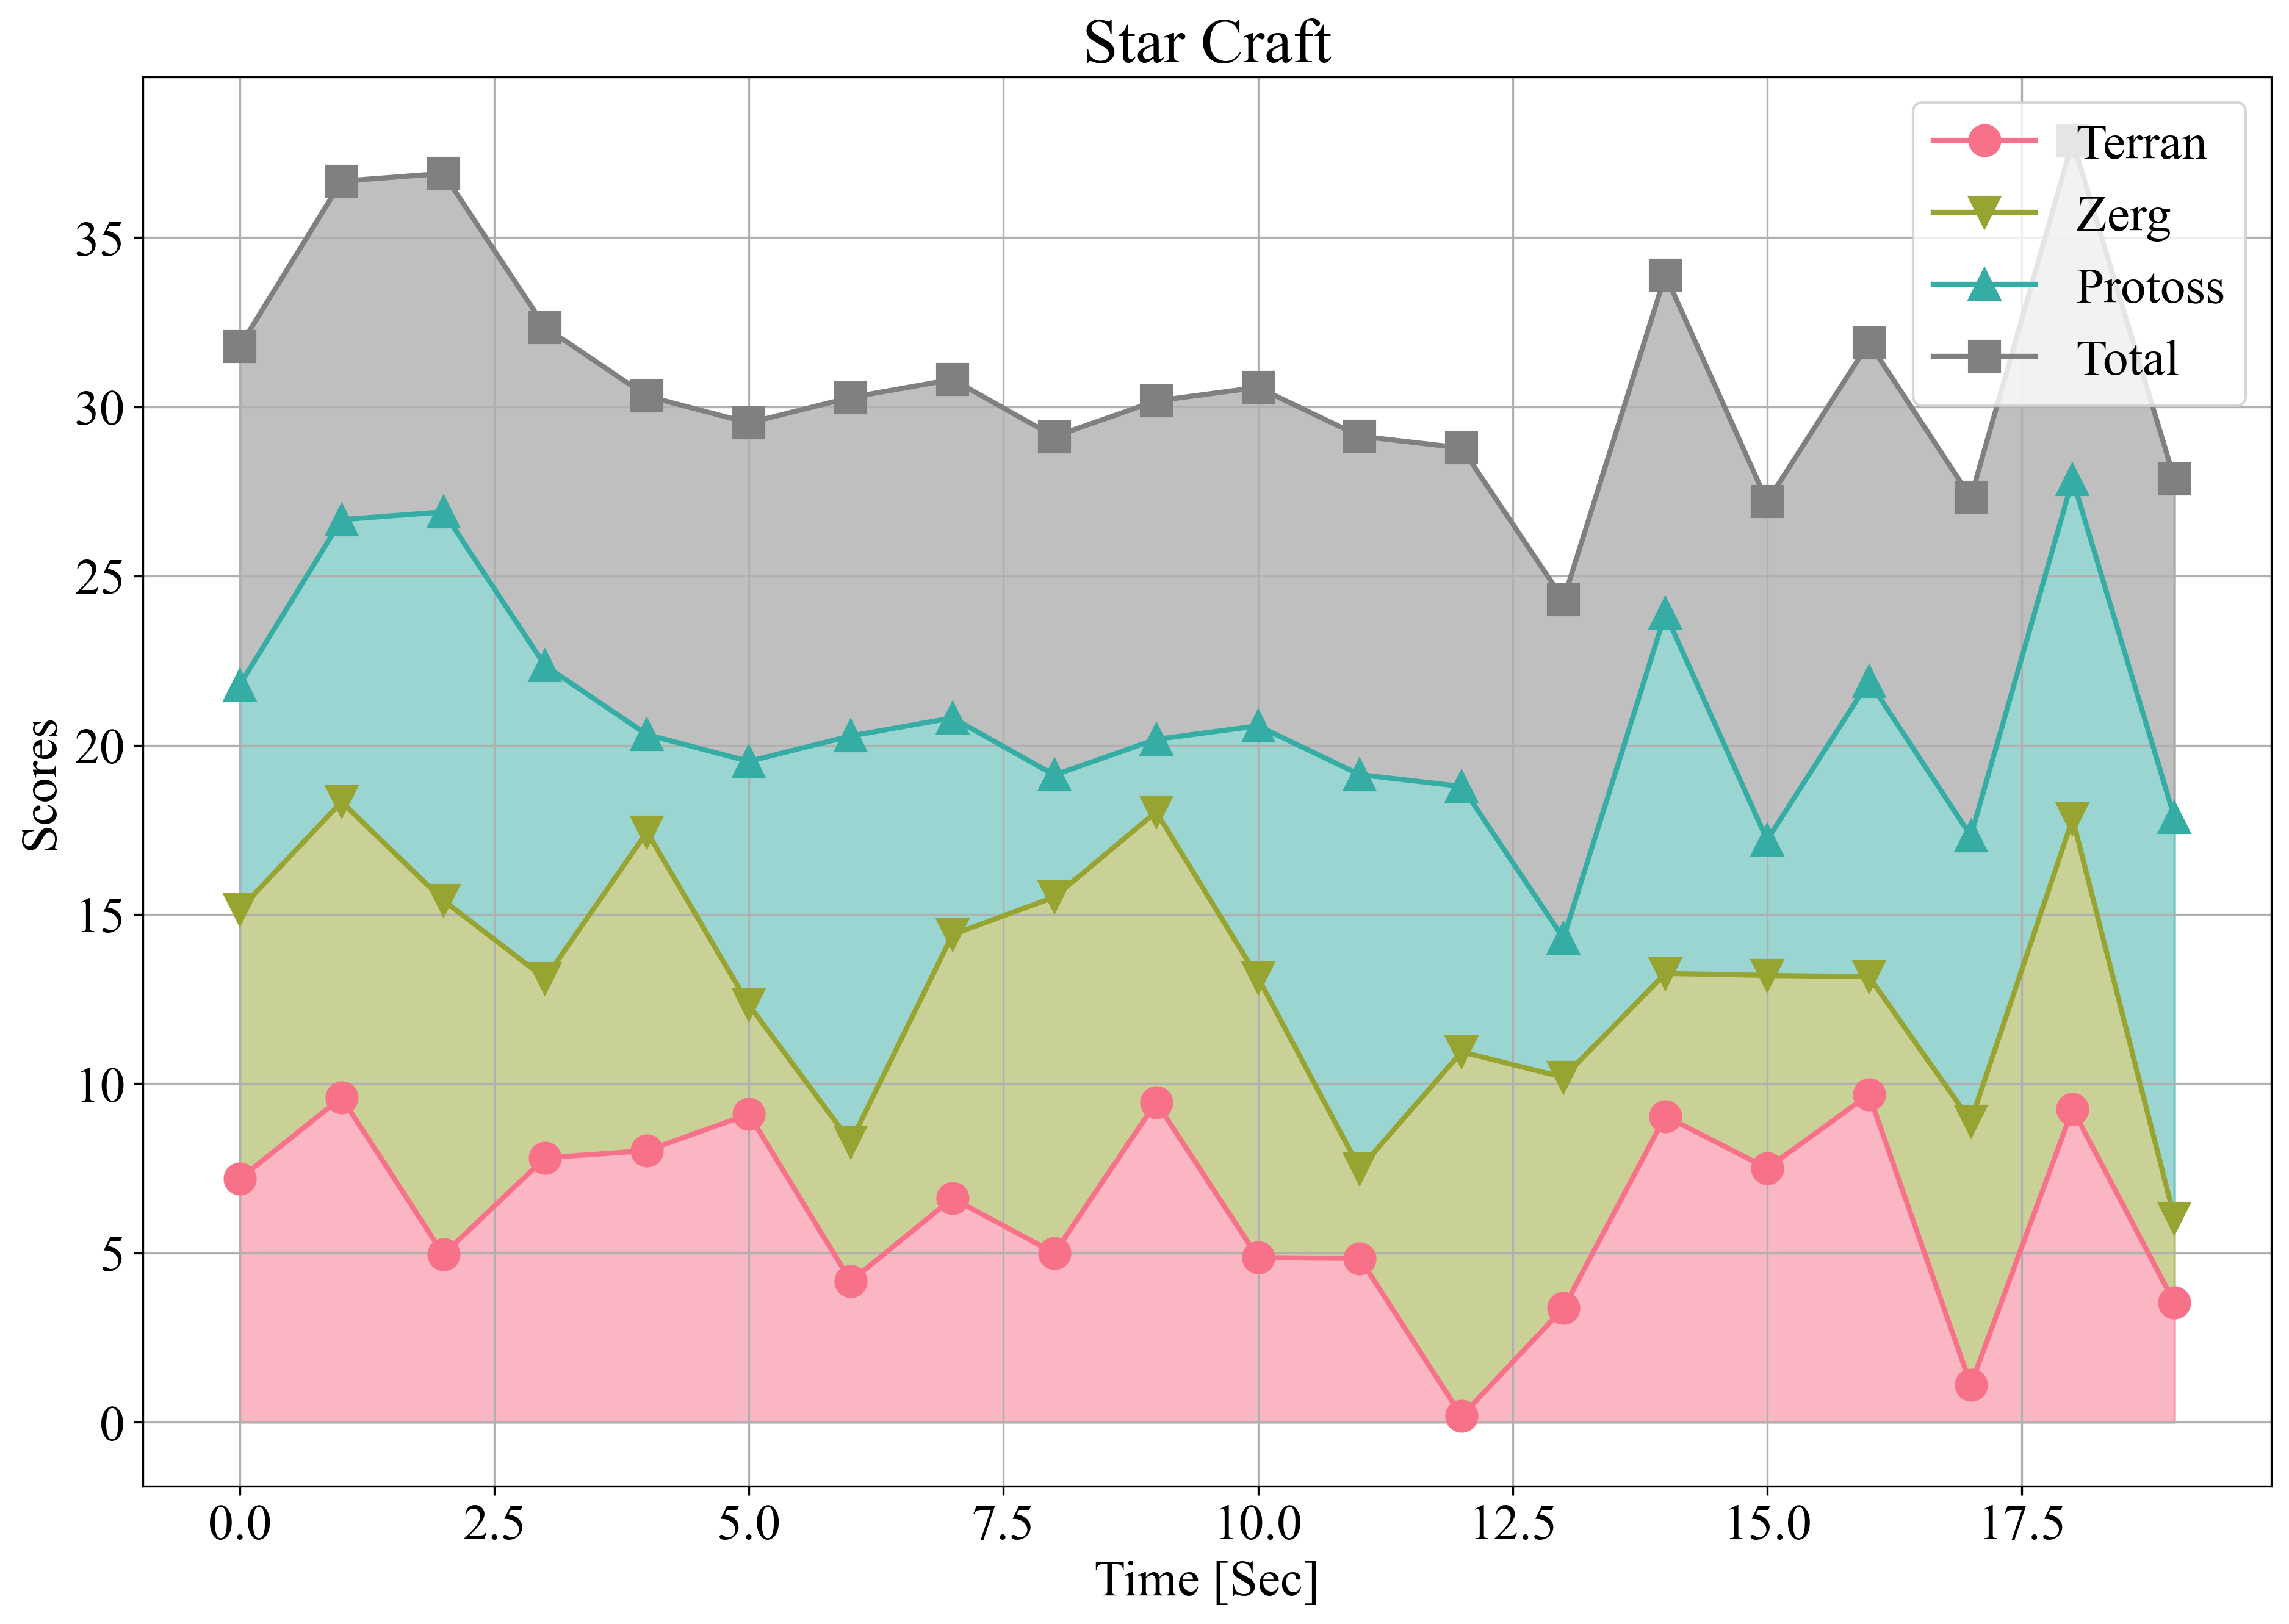 Star Craft
Scores
35
30
25
20
15
10
5
0
Terran
Zerg
Protoss
Total
0.0 2.5 5.0 7.5 10.0 12.5 15.0 17.5
Time [Sec]